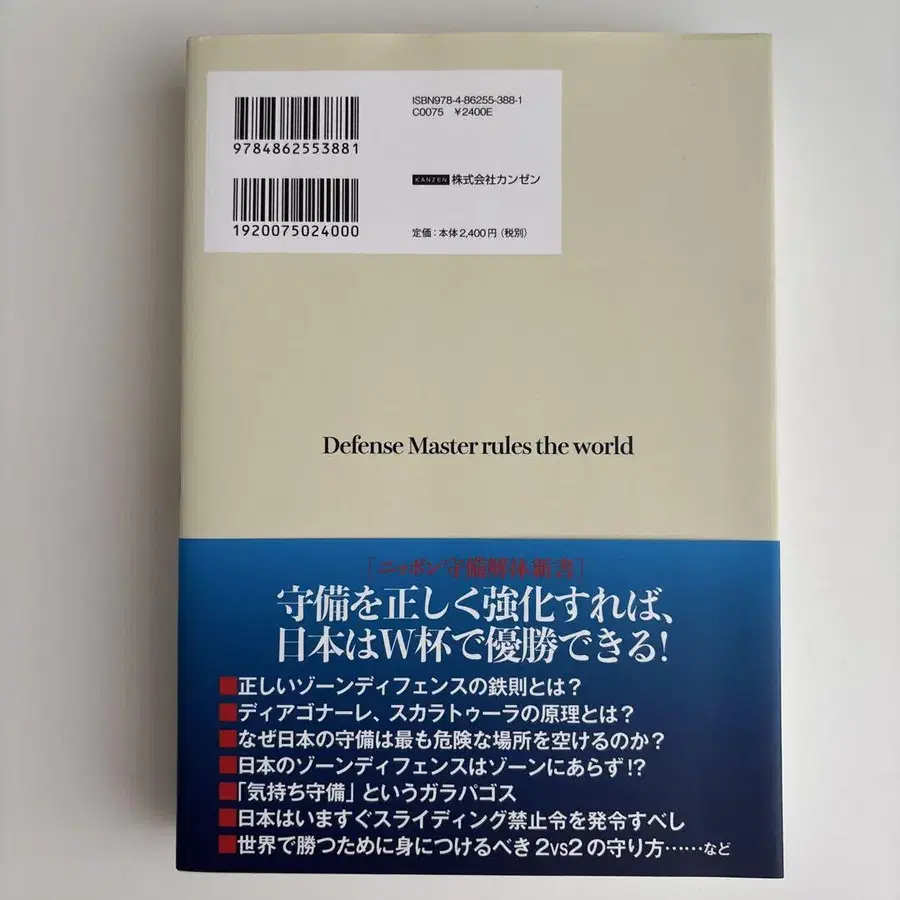 ISBN978-4-86255-388-1
C0075 ¥2400E
9784862553881
KANZEN 株式会社カンゼン
1920075024000
定価：本体2,400円（税別）
Defense Master rules the world
［ニッポン守備解体新書］
守備を正しく強化すれば、
日本はW杯で優勝できる！
■正しいゾーンディフェンスの鉄則とは？
■ディアゴナーレ、スカラトゥーラの原理とは？
■なぜ日本の守備は最も危険な場所を空けるのか？
■日本のゾーンディフェンスはゾーンにあらず!?
■「気持ち守備」というガラパゴス
■日本はいますぐスライディング禁止令を発令すべし
■世界で勝つために身につけるべき2vs2の守り方……など